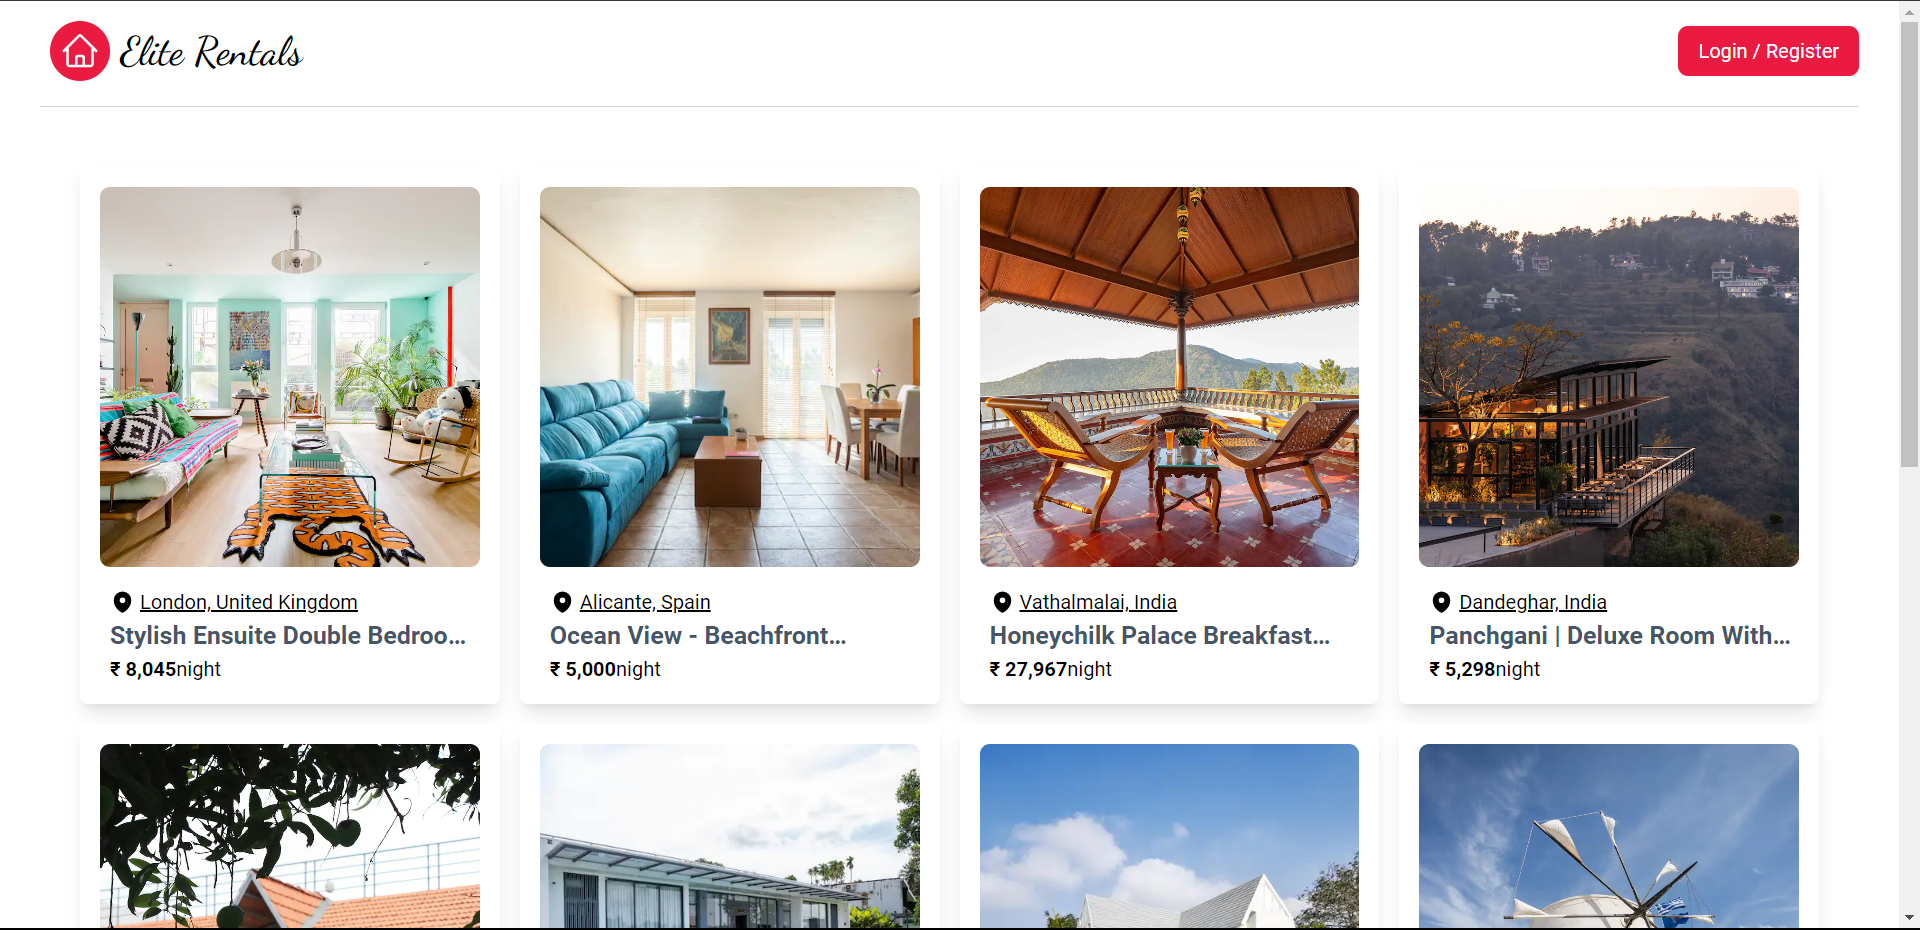 Elite Rentals
Login / Register
London, United Kingdom
Stylish Ensuite Double Bedroo...
₹ 8,045night
Alicante, Spain
Ocean View - Beachfront...
₹ 5,000night
Vathalmalai, India
Honeychilk Palace Breakfast...
₹ 27,967night
Dandeghar, India
Panchgani | Deluxe Room With...
₹ 5,298night